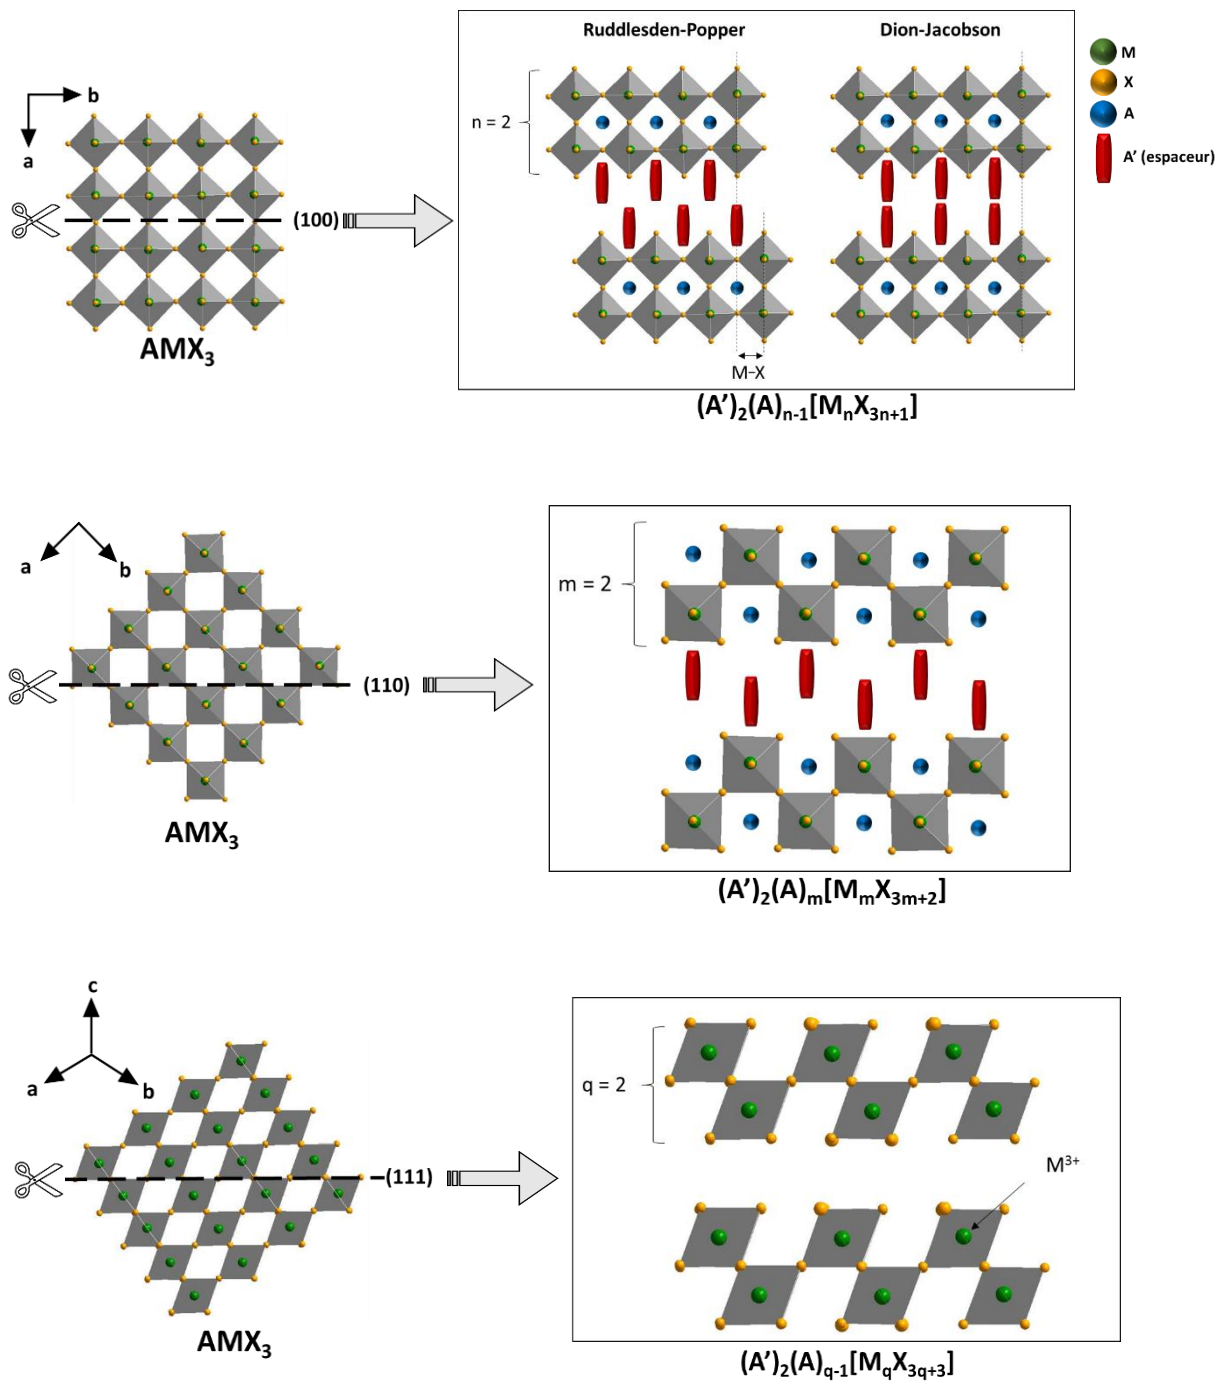 Ruddlesden-Popper
Dion-Jacobson
M
X
A
A' (espaceur)
b
a
n = 2
(100)
AMX₃
M-X
(A')₂(A)ₙ₋₁[MₙX₃ₙ₊₁]
a
b
m = 2
(110)
AMX₃
(A')₂(A)ₘ[MₘX₃ₘ₊₂]
c
a
b
q = 2
(111)
M³⁺
AMX₃
(A')₂(A)q-1[MqX3q+3]